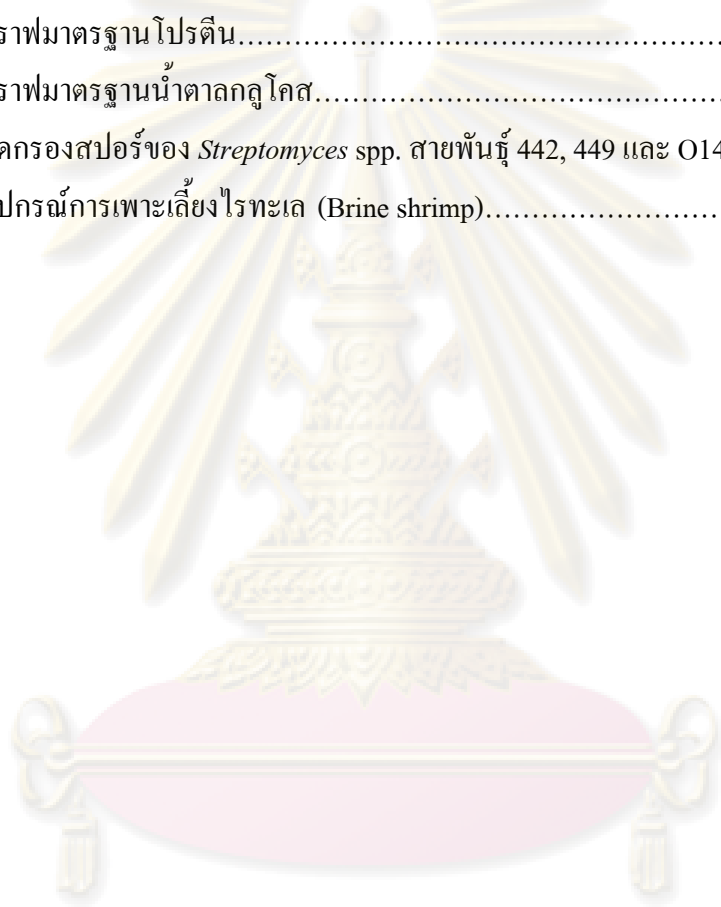 ราฟมาตรฐานโปรตีน................................................................
ราฟมาตรฐานน้ำตาลกลูโคส......................................................
ดกรองสปอร์ของ Streptomyces spp. สายพันธุ์ 442, 449 และ O14
ปกรณ์การเพาะเลี้ยงไรทะเล (Brine shrimp)..............................